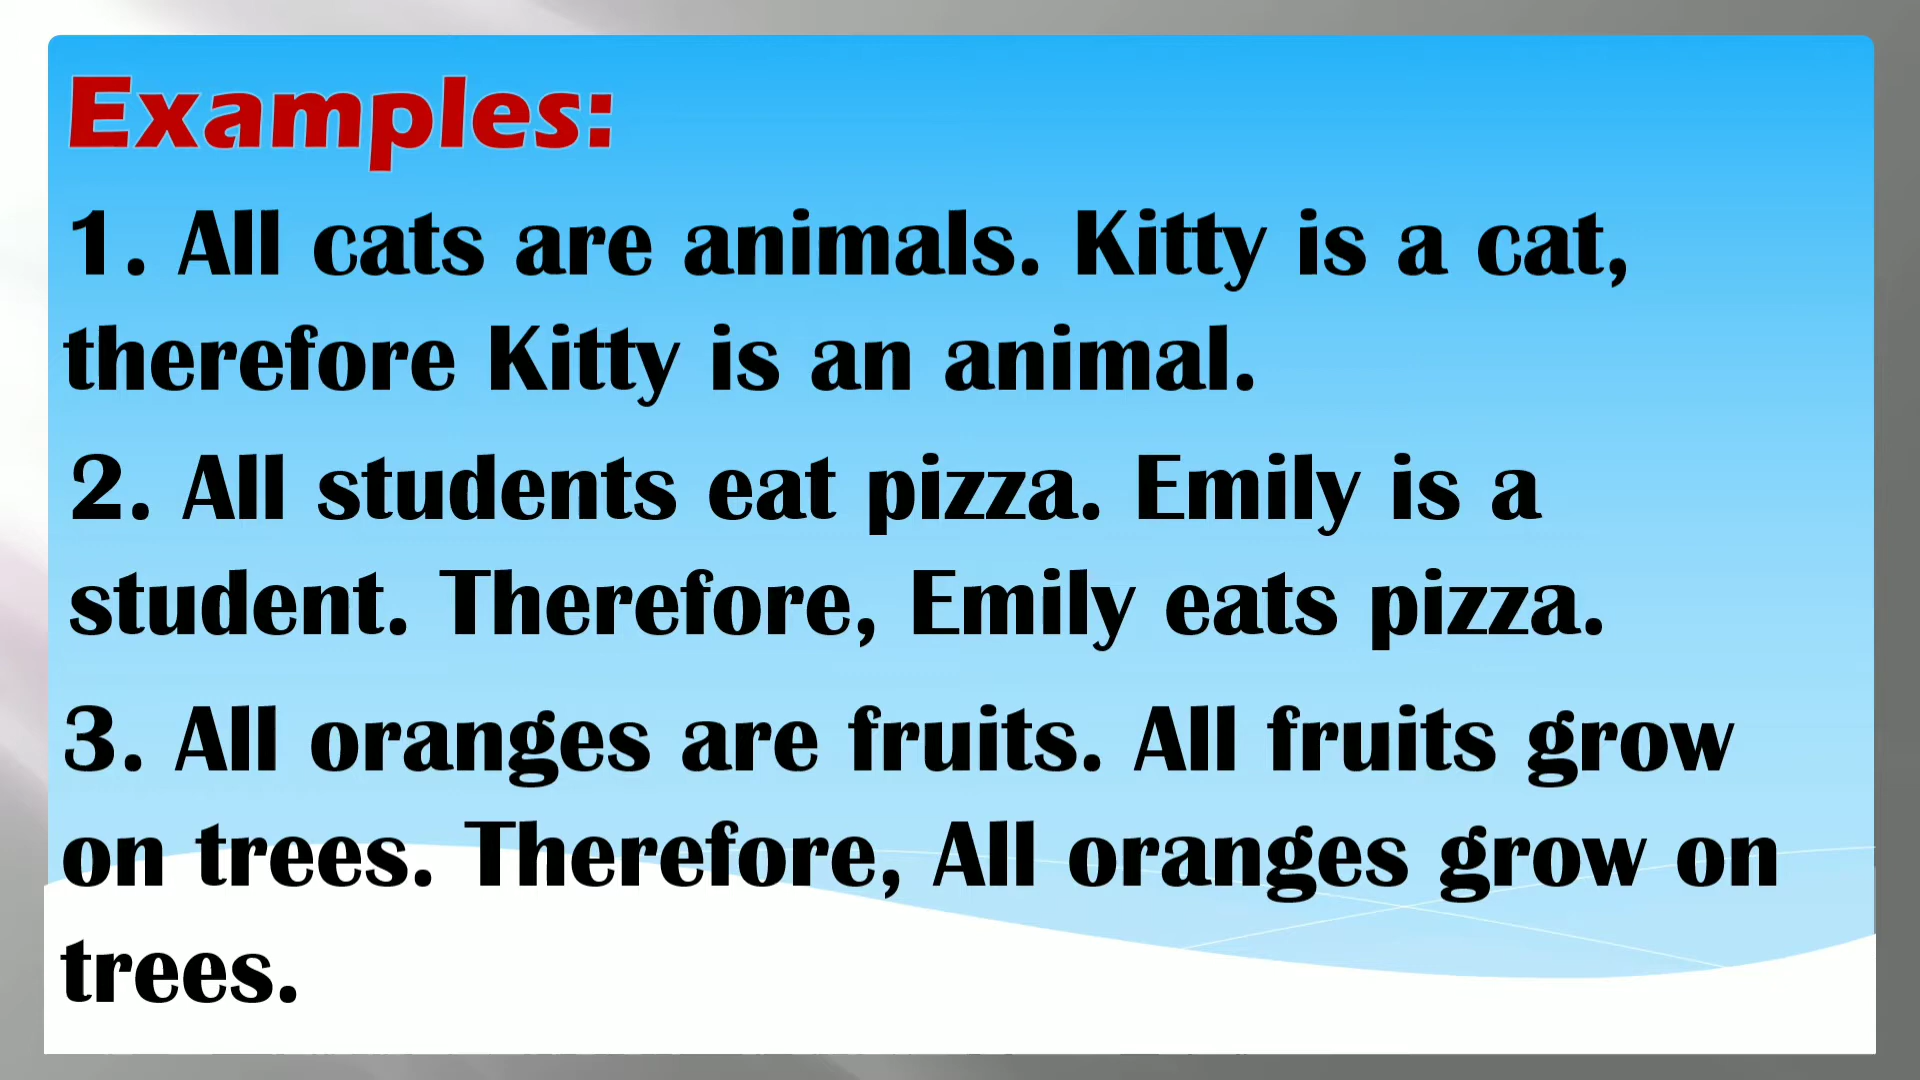 Examples:
1. All cats are animals. Kitty is a cat,
therefore Kitty is an animal.
2. All students eat pizza. Emily is a
student. Therefore, Emily eats pizza.
3. All oranges are fruits. All fruits grow
on trees. Therefore, All oranges grow on
trees.